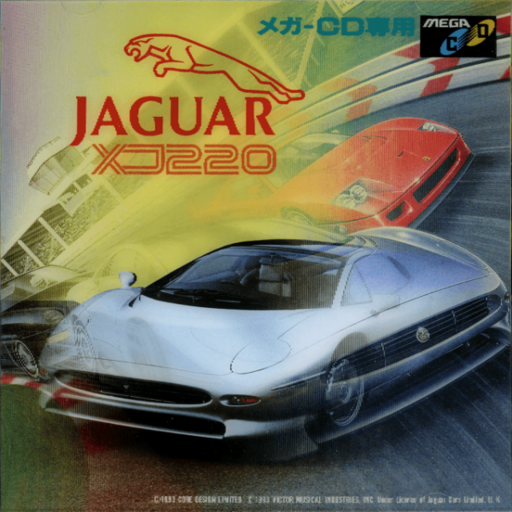 メガ-CD専用
MEGA
CD
JAGUAR
XJ220
© 1993 CORE DESIGN LIMITED. © 1993 VICTOR MUSICAL INDUSTRIES, INC. Under License of Jaguar Cars Limited, U.K.